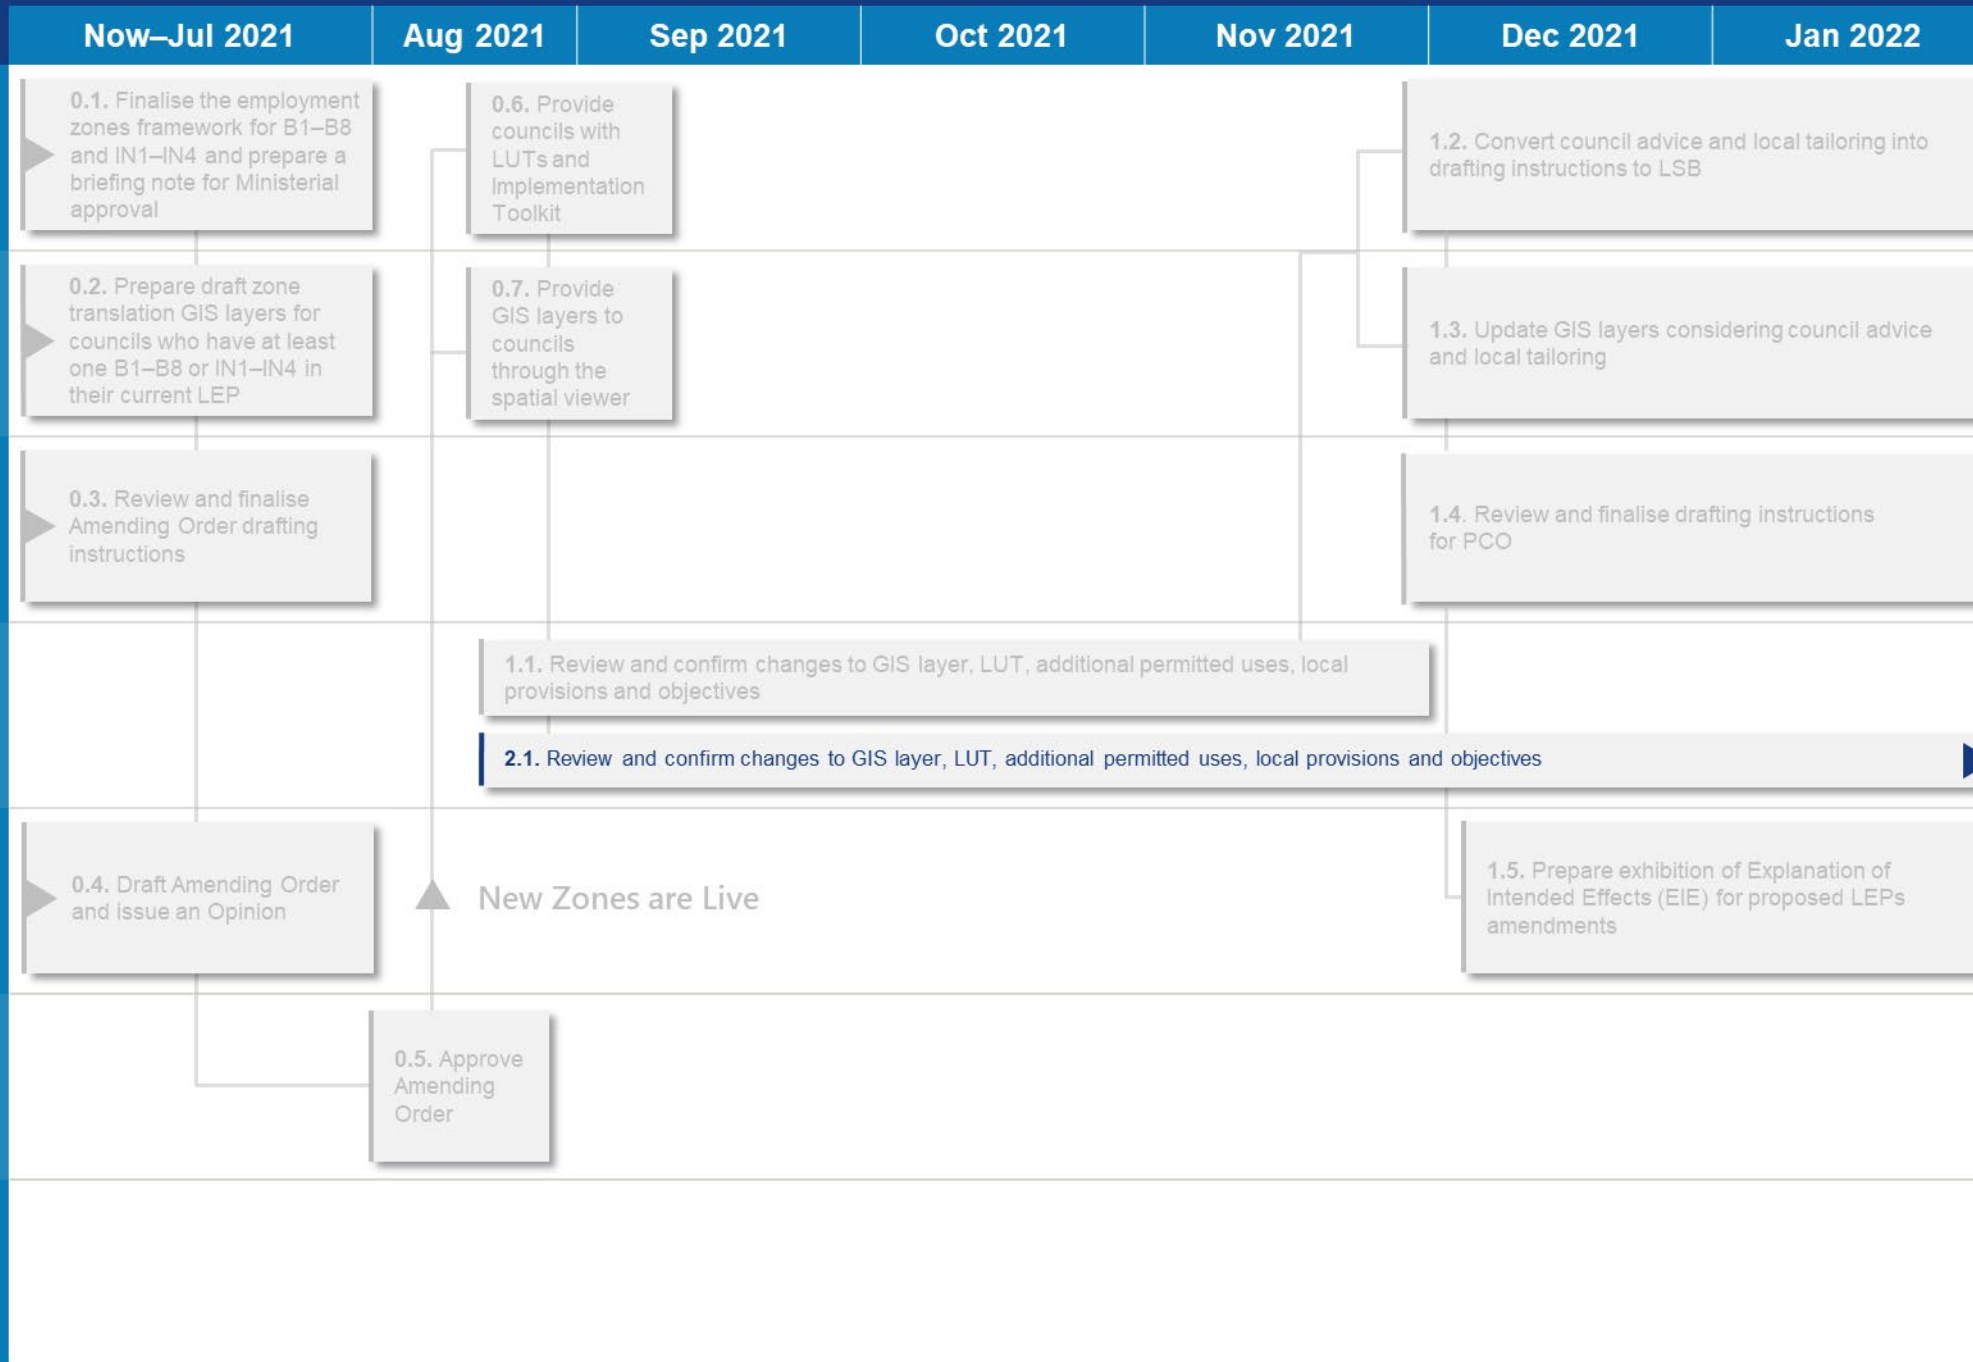 Now–Jul 2021
Aug 2021
Sep 2021
Oct 2021
Nov 2021
Dec 2021
Jan 2022
0.1. Finalise the employment
zones framework for B1–B8
and IN1–IN4 and prepare a
briefing note for Ministerial
approval
0.6. Provide
councils with
LUTs and
Implementation
Toolkit
1.2. Convert council advice and local tailoring into
drafting instructions to LSB
0.2. Prepare draft zone
translation GIS layers for
councils who have at least
one B1–B8 or IN1–IN4 in
their current LEP
0.7. Provide
GIS layers to
councils
through the
spatial viewer
1.3. Update GIS layers considering council advice
and local tailoring
0.3. Review and finalise
Amending Order drafting
instructions
1.4. Review and finalise drafting instructions
for PCO
1.1. Review and confirm changes to GIS layer, LUT, additional permitted uses, local
provisions and objectives
2.1. Review and confirm changes to GIS layer, LUT, additional permitted uses, local provisions and objectives
0.4. Draft Amending Order
and issue an Opinion
New Zones are Live
1.5. Prepare exhibition of Explanation of
Intended Effects (EIE) for proposed LEPs
amendments
0.5. Approve
Amending
Order